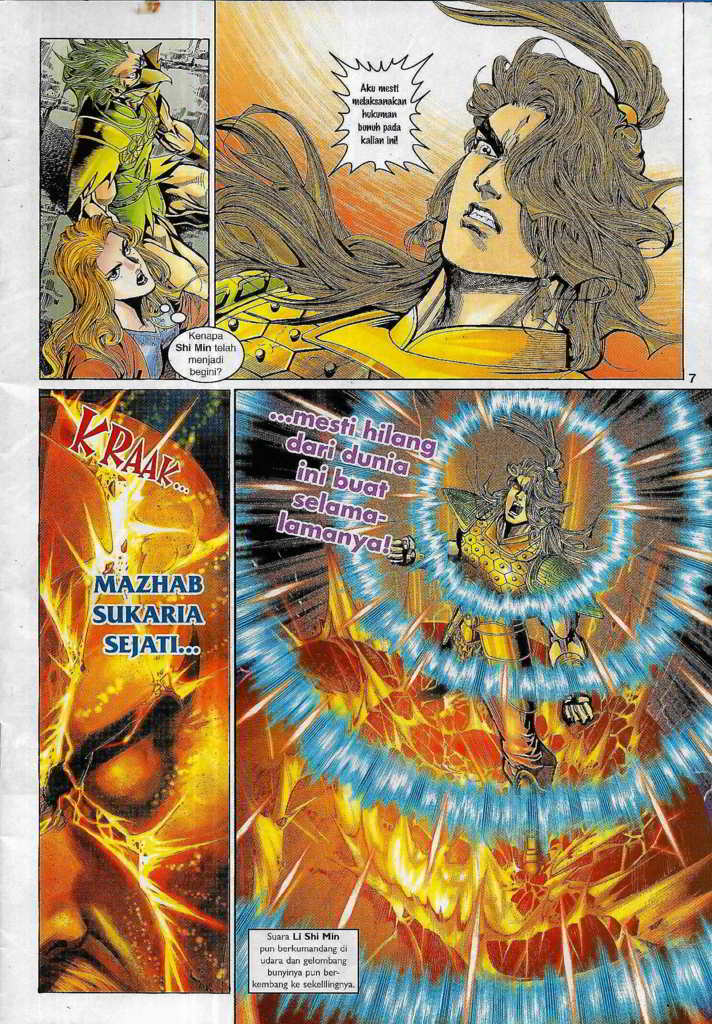 Aku mesti
melaksanakan
hukuman
bunuh pada
kalian ini!
Kenapa
Shi Min telah
menjadi
begini?
7
KRAAK...
MAZHAB
SUKARIA
SEJATI...
...mesti hilang
dari dunia
ini buat
selama-
lamanya!
Suara Li Shi Min
pun berkumandang di
udara dan gelombang
bunyinya pun ber-
kembang ke sekelilingnya.